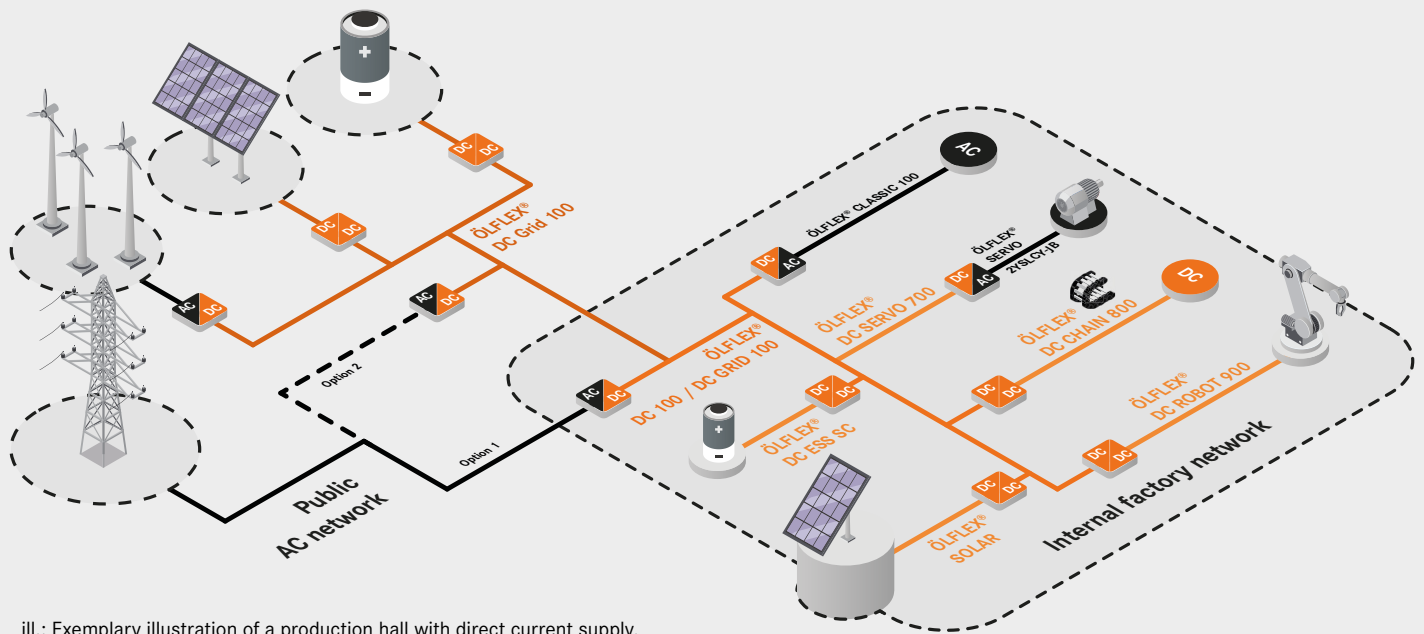 +
-
DC
DC
DC
DC
AC
DC
ÖLFLEX®
DC Grid 100
AC
DC
Option 2
Option 1
Public
AC network
AC
DC
ÖLFLEX®
DC 100 / DC GRID 100
DC
AC
ÖLFLEX® CLASSIC 100
AC
ÖLFLEX®
DC SERVO 700
DC
AC
ÖLFLEX®
SERVO
2YSLCY-JB
ÖLFLEX®
DC CHAIN 800
DC
DC
DC
+
-
ÖLFLEX®
DC ESS SC
DC
DC
ÖLFLEX®
SOLAR
DC
DC
ÖLFLEX®
DC ROBOT 900
DC
DC
Internal factory network
ill.: Exemplary illustration of a production hall with direct current supply.